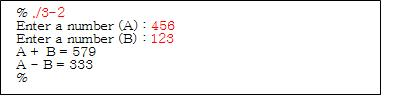 % ./3-2
Enter a number (A) : 456
Enter a number (B) : 123
A + B = 579
A - B = 333
%